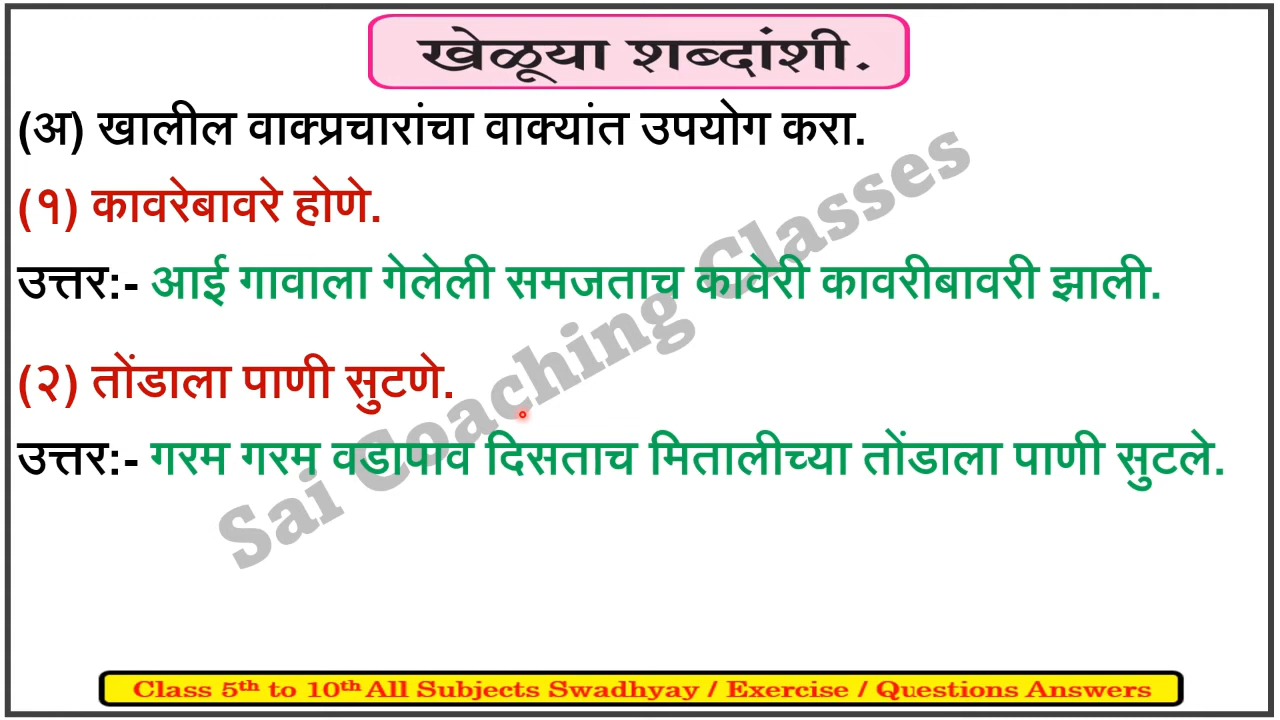 खेळूया शब्दांशी.
(अ) खालील वाक्प्रचारांचा वाक्यांत उपयोग करा.
(१) कावरेबावरे होणे.
उत्तर:- आई गावाला गेलेली समजताच कावेरी कावरीबावरी झाली.
(२) तोंडाला पाणी सुटणे.
उत्तर:- गरम गरम वडापाव दिसताच मितालीच्या तोंडाला पाणी सुटले.
Sai Coaching Classes
Class 5th to 10th All Subjects Swadhyay / Exercise / Questions Answers